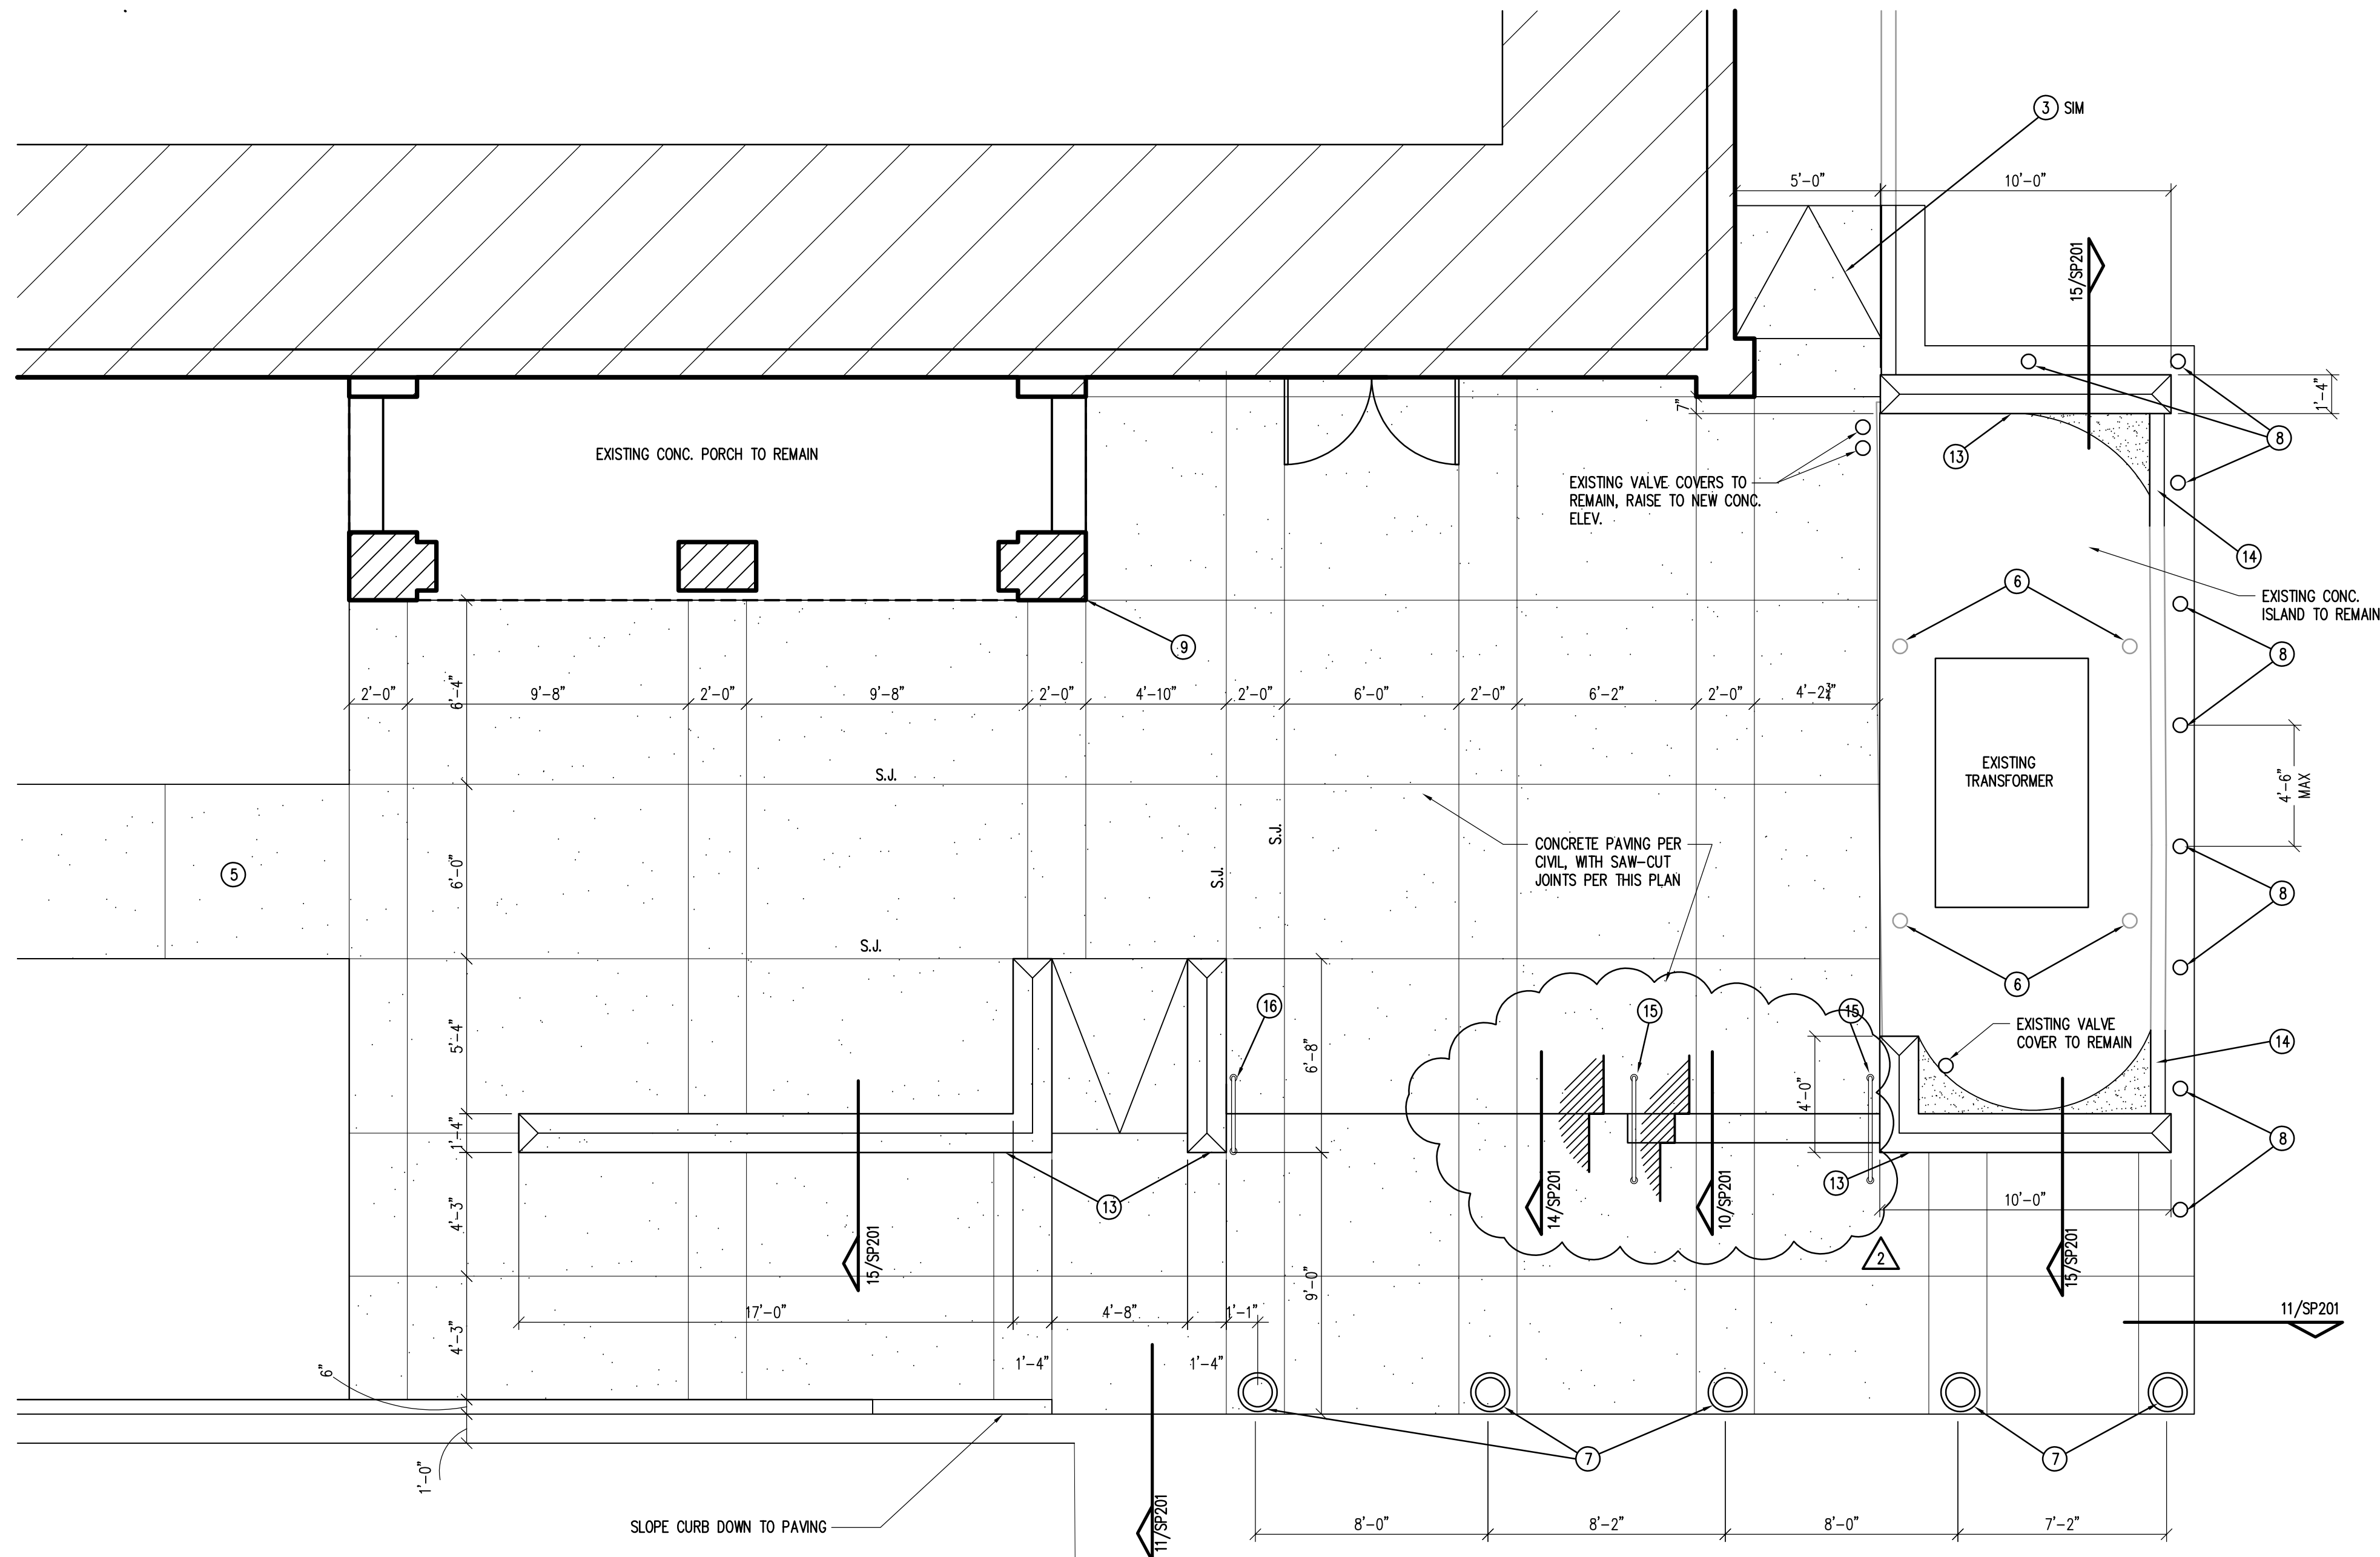 3 SIM
5'-0"
10'-0"
15/SP201
1'-4"
7"
8
13
EXISTING CONC. PORCH TO REMAIN
EXISTING VALVE COVERS TO
REMAIN, RAISE TO NEW CONC.
ELEV.
14
6
EXISTING CONC.
ISLAND TO REMAIN
9
8
6'-4"
2'-0"
9'-8"
2'-0"
9'-8"
2'-0"
4'-10"
2'-0"
6'-0"
2'-0"
6'-2"
2'-0"
4'-2¾"
EXISTING
TRANSFORMER
4'-6"
MAX
S.J.
S.J.
S.J.
CONCRETE PAVING PER
CIVIL, WITH SAW-CUT
JOINTS PER THIS PLAN
5
6'-0"
8
S.J.
6
16
15
15
EXISTING VALVE
COVER TO REMAIN
14
5'-4"
6'-8"
4'-0"
8
1'-4"
13
13
4'-3"
14/SP201
10/SP201
10'-0"
15/SP201
2
15/SP201
9'-0"
11/SP201
17'-0"
4'-8"
1'-1"
4'-3"
1'-4"
1'-4"
6"
7
7
1'-0"
SLOPE CURB DOWN TO PAVING
11/SP201
8'-0"
8'-2"
8'-0"
7'-2"